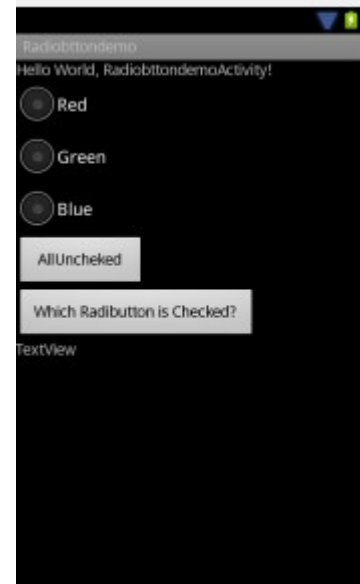 Radiobttondemo
Hello World, RadiobttondemoActivity!
Red
Green
Blue
AllUncheked
Which Radibutton is Checked?
TextView